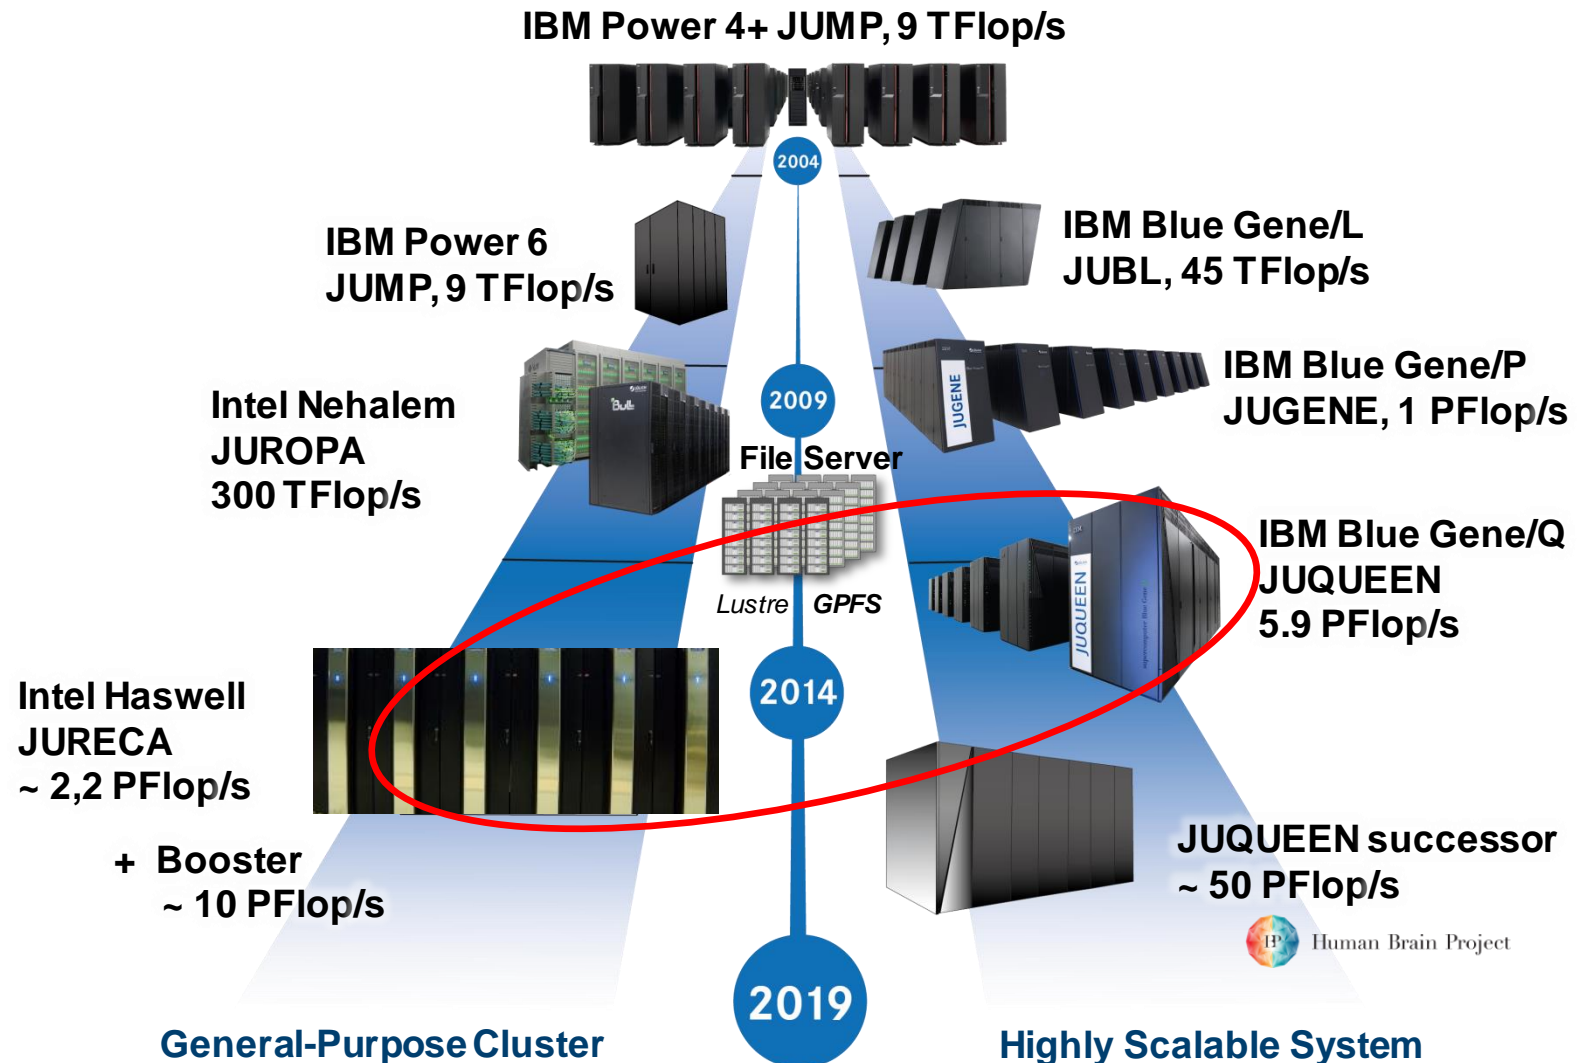 IBM Power 4+ JUMP, 9 TFlop/s
2004
IBM Power 6
JUMP, 9 TFlop/s
IBM Blue Gene/L
JUBL, 45 TFlop/s
Intel Nehalem
JUROPA
300 TFlop/s
Bull
2009
JUGENE
IBM Blue Gene/P
JUGENE, 1 PFlop/s
File Server
Lustre GPFS
JUQUEEN
IBM Blue Gene/Q
JUQUEEN
5.9 PFlop/s
Intel Haswell
JURECA
~ 2,2 PFlop/s
2014
+ Booster
~ 10 PFlop/s
JUQUEEN successor
~ 50 PFlop/s
Human Brain Project
2019
General-Purpose Cluster
Highly Scalable System